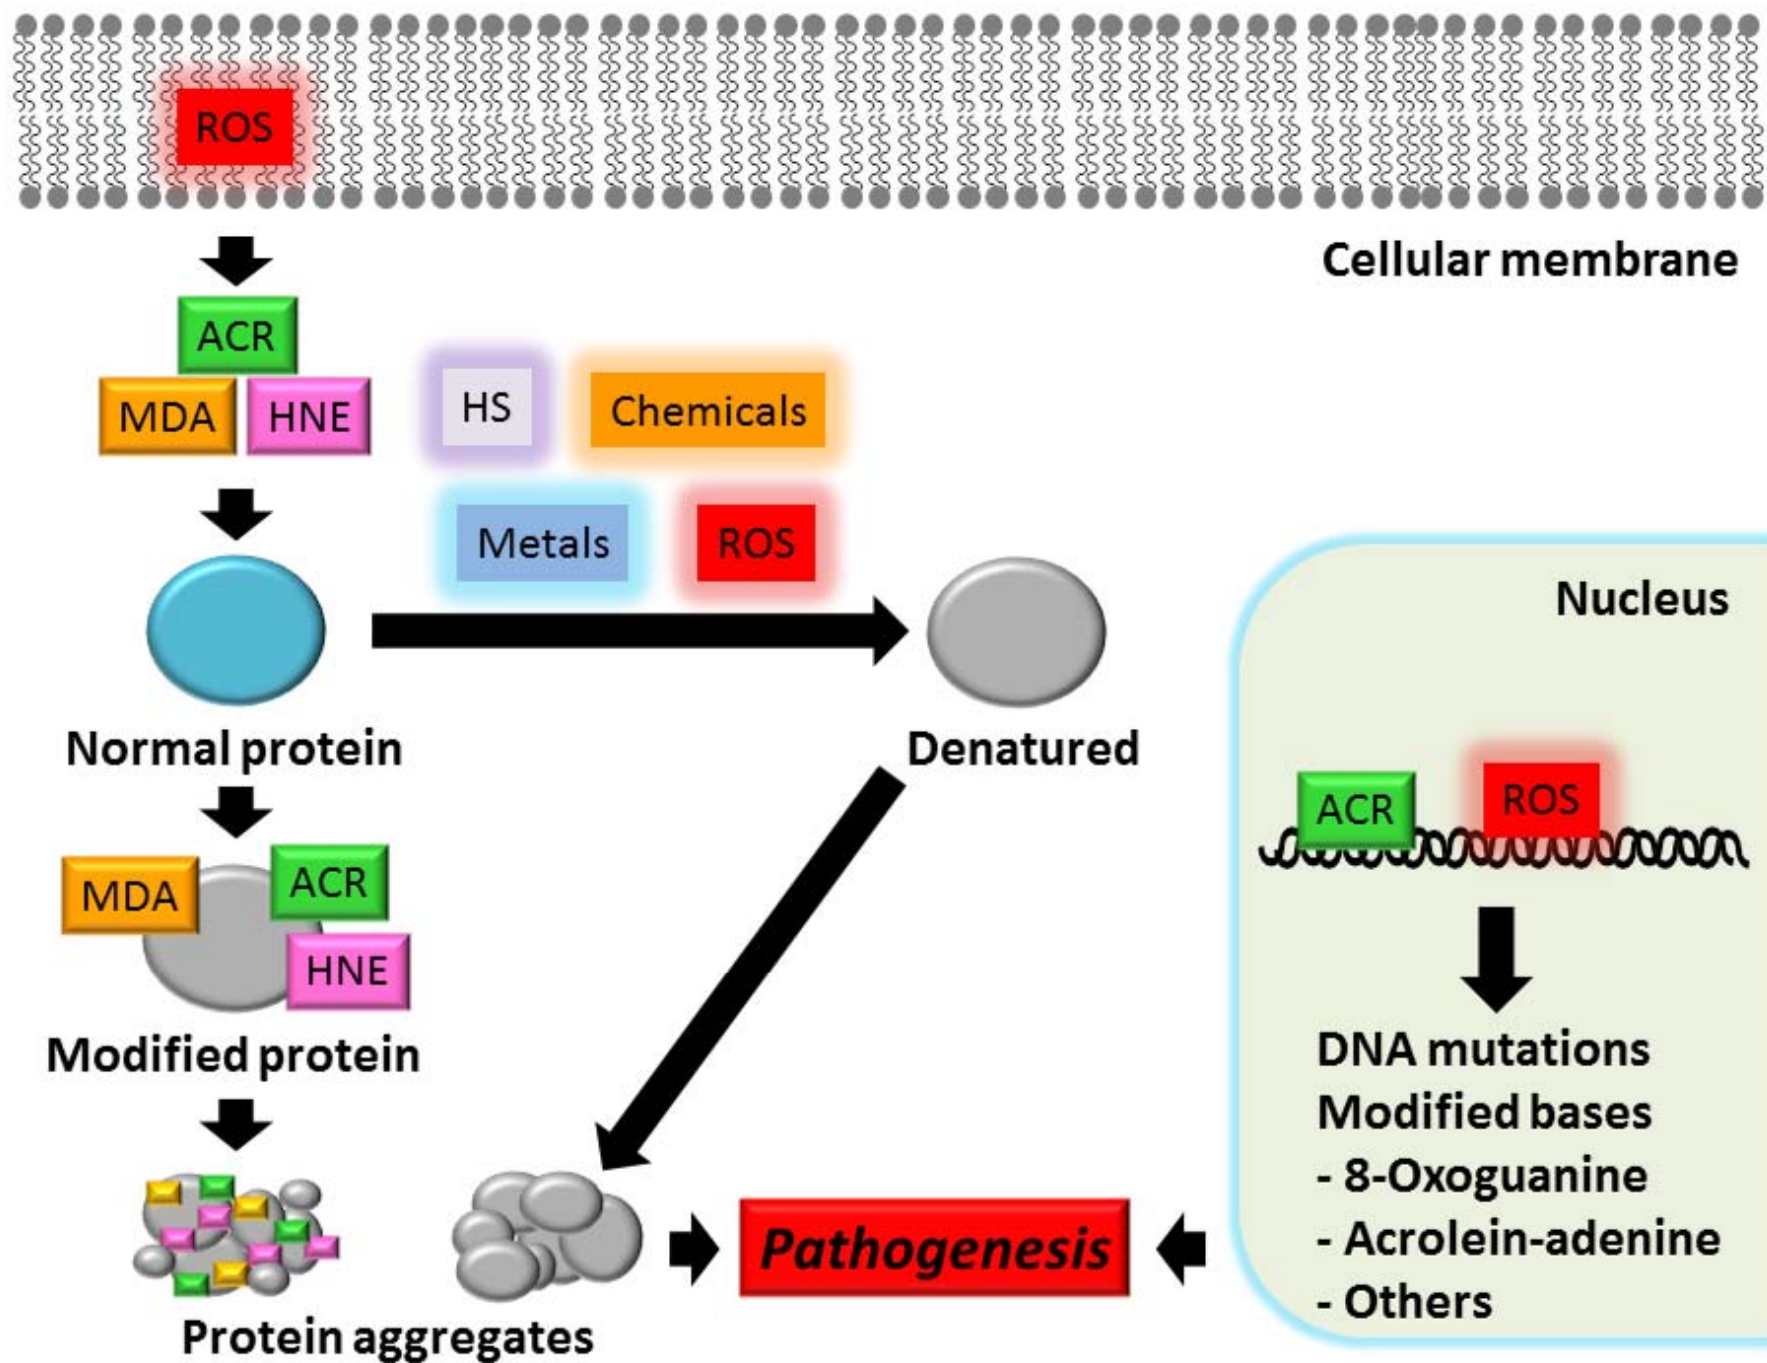 ROS
Cellular membrane
ACR
MDA
HNE
HS
Chemicals
Metals
ROS
Normal protein
Denatured
MDA
ACR
HNE
Modified protein
Protein aggregates
Pathogenesis
Nucleus
ACR
ROS
DNA mutations
Modified bases
- 8-Oxoguanine
- Acrolein-adenine
- Others